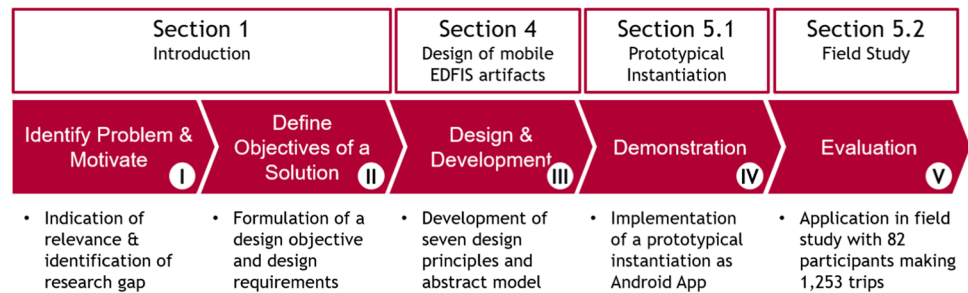 Section 1
Introduction
Section 4
Design of mobile
EDFIS artifacts
Section 5.1
Prototypical
Instantiation
Section 5.2
Field Study
Identify Problem &
Motivate
I
Define
Objectives of a
Solution
II
Design &
Development
III
Demonstration
IV
Evaluation
V
• Indication of
relevance &
identification of
research gap
• Formulation of a
design objective
and design
requirements
• Development of
seven design
principles and
abstract model
• Implementation
of a prototypical
instantiation as
Android App
• Application in field
study with 82
participants making
1,253 trips